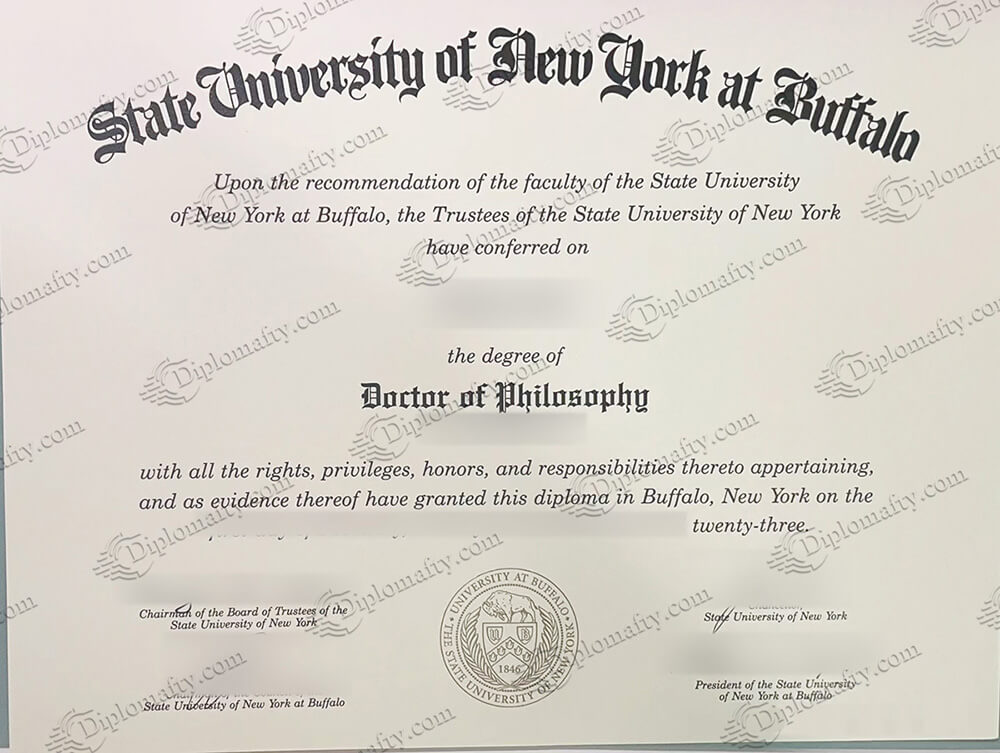 State University of New York at Buffalo
Upon the recommendation of the faculty of the State University
of New York at Buffalo, the Trustees of the State University of New York
have conferred on
the degree of
Doctor of Philosophy
with all the rights, privileges, honors, and responsibilities thereto appertaining,
and as evidence thereof have granted this diploma in Buffalo, New York on the
twenty-three.
Chairman of the Board of Trustees of the
State University of New York
State University of New York
State University of New York at Buffalo
President of the State University
of New York at Buffalo
UNIVERSITY AT BUFFALO
THE STATE UNIVERSITY OF NEW YORK
1846
Diplomafty.com